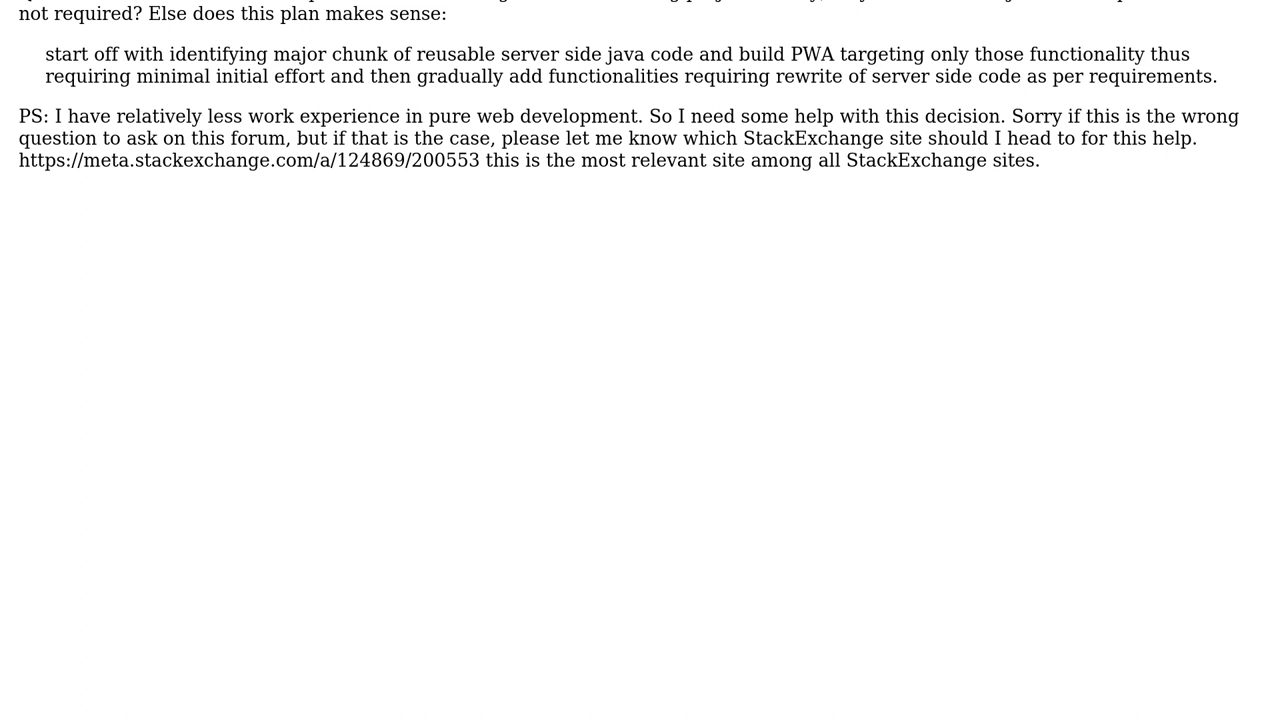 not required? Else does this plan makes sense:
start off with identifying major chunk of reusable server side java code and build PWA targeting only those functionality thus
requiring minimal initial effort and then gradually add functionalities requiring rewrite of server side code as per requirements.
PS: I have relatively less work experience in pure web development. So I need some help with this decision. Sorry if this is the wrong
question to ask on this forum, but if that is the case, please let me know which StackExchange site should I head to for this help.
https://meta.stackexchange.com/a/124869/200553 this is the most relevant site among all StackExchange sites.